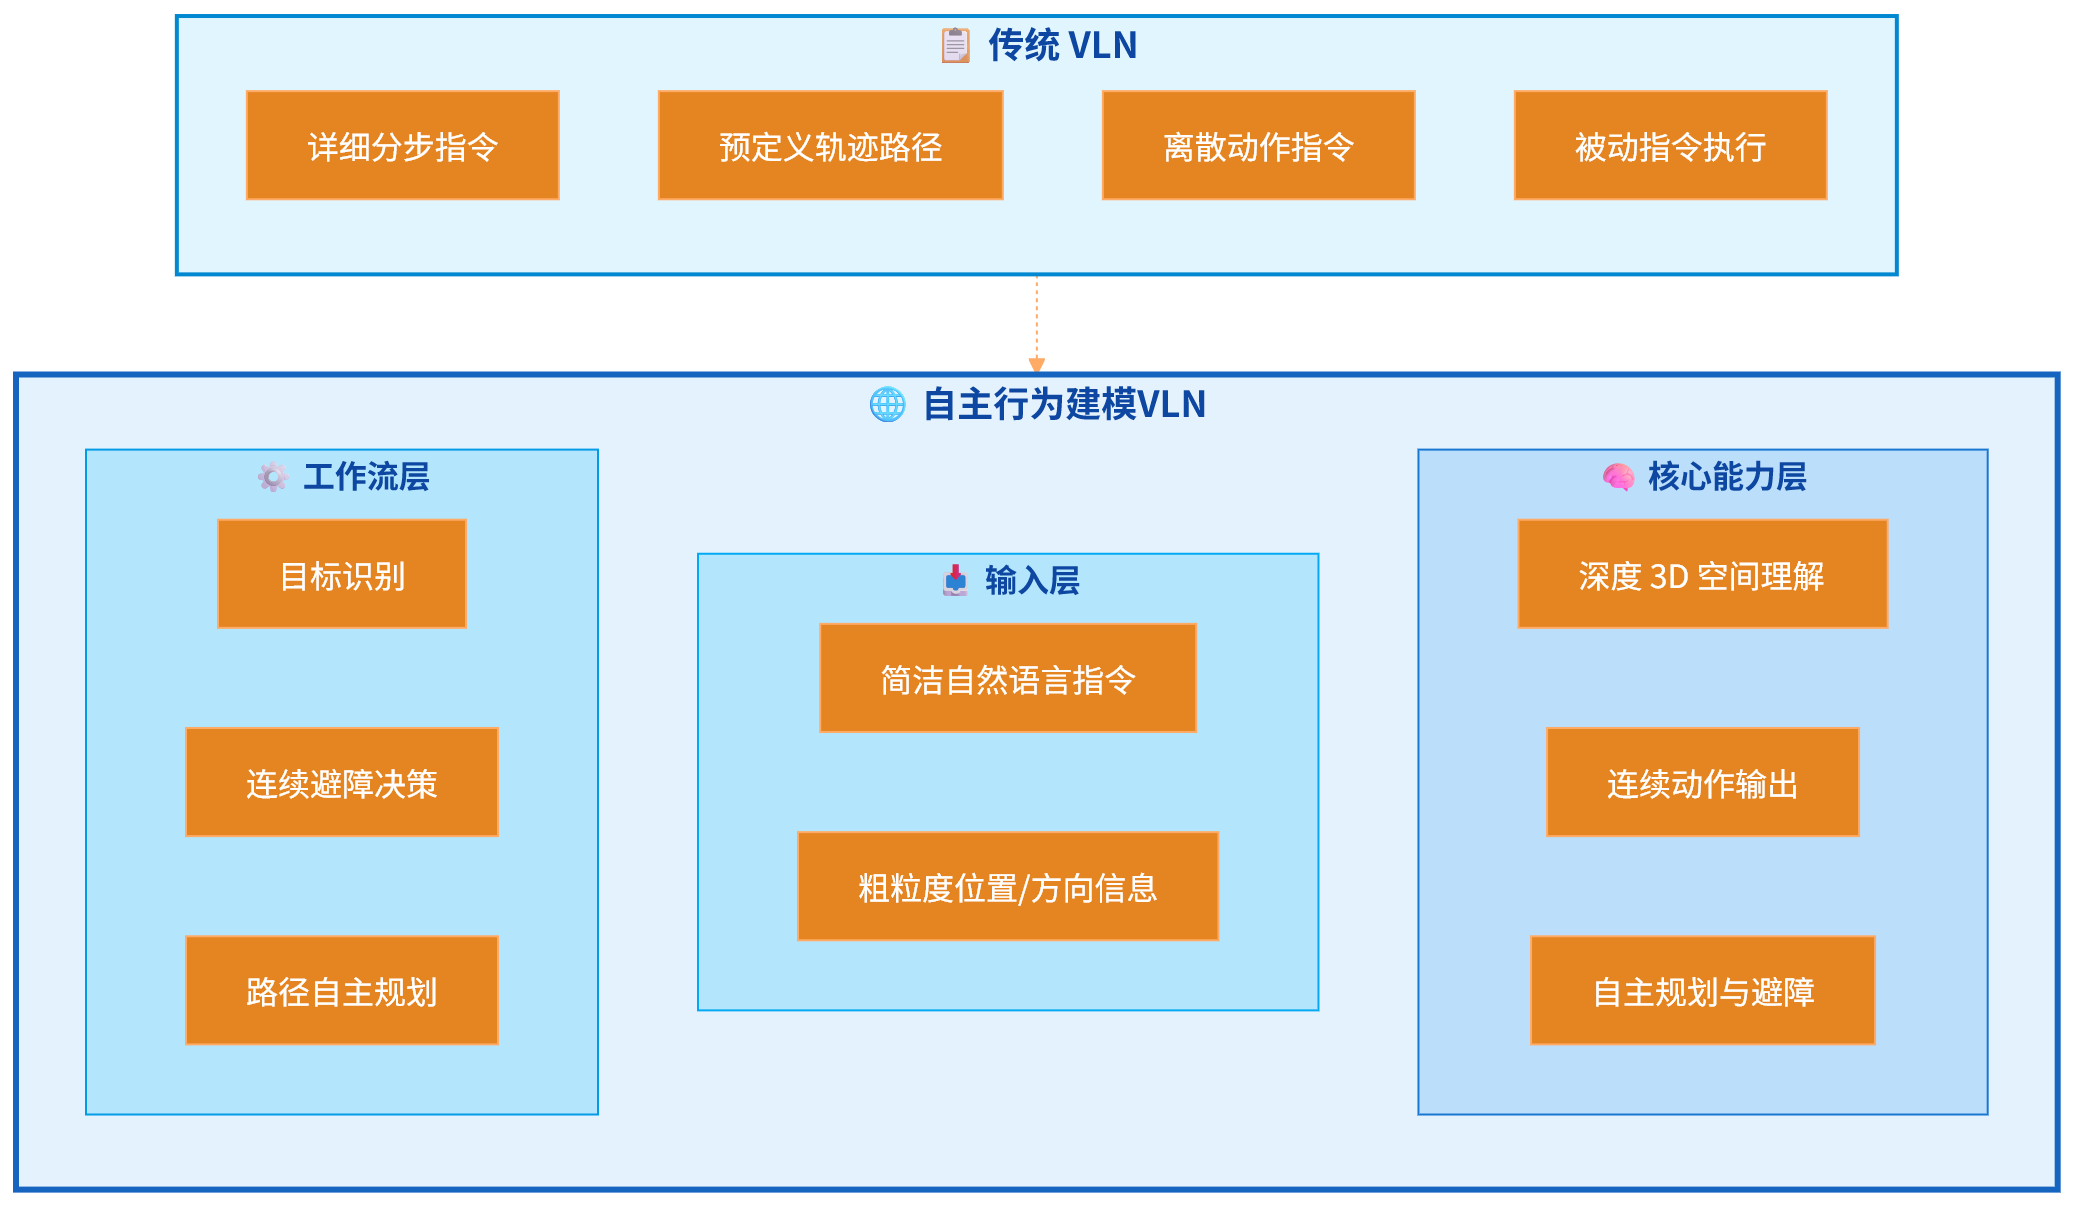 传统 VLN
详细分步指令
预定义轨迹路径
离散动作指令
被动指令执行
自主行为建模VLN
工作流层
目标识别
连续避障决策
路径自主规划
输入层
简洁自然语言指令
粗粒度位置/方向信息
核心能力层
深度 3D 空间理解
连续动作输出
自主规划与避障